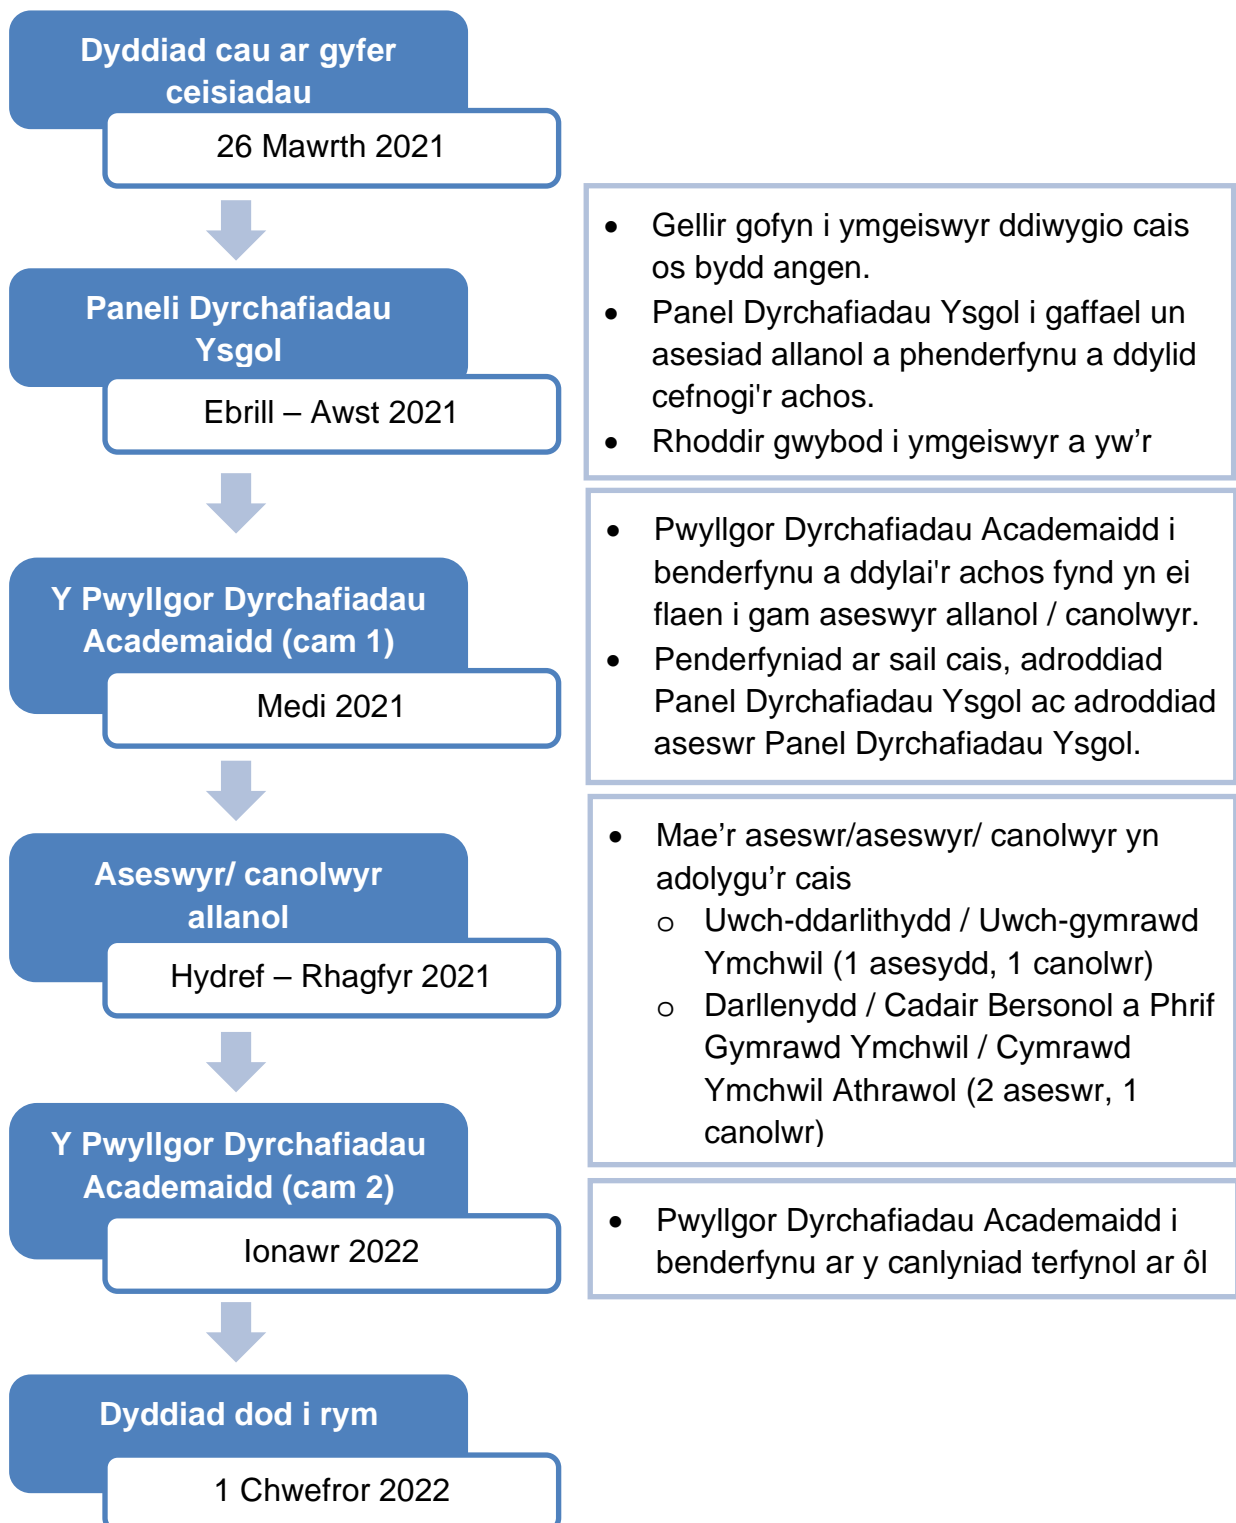 Dyddiad cau ar gyfer
ceisiadau
26 Mawrth 2021
Paneli Dyrchafiadau
Ysgol
Ebrill – Awst 2021
• Gellir gofyn i ymgeiswyr ddiwygio cais
os bydd angen.
• Panel Dyrchafiadau Ysgol i gaffael un
asesiad allanol a phenderfynu a ddylid
cefnogi'r achos.
• Rhoddir gwybod i ymgeiswyr a yw’r
Y Pwyllgor Dyrchafiadau
Academaidd (cam 1)
Medi 2021
• Pwyllgor Dyrchafiadau Academaidd i
benderfynu a ddylai'r achos fynd yn ei
flaen i gam aseswyr allanol / canolwyr.
• Penderfyniad ar sail cais, adroddiad
Panel Dyrchafiadau Ysgol ac adroddiad
aseswr Panel Dyrchafiadau Ysgol.
Aseswyr/ canolwyr
allanol
Hydref – Rhagfyr 2021
• Mae'r aseswr/aseswyr/ canolwyr yn
adolygu’r cais
o Uwch-ddarlithydd / Uwch-gymrawd
Ymchwil (1 asesydd, 1 canolwr)
o Darllenydd / Cadair Bersonol a Phrif
Gymrawd Ymchwil / Cymrawd
Ymchwil Athrawol (2 aseswr, 1
canolwr)
Y Pwyllgor Dyrchafiadau
Academaidd (cam 2)
Ionawr 2022
• Pwyllgor Dyrchafiadau Academaidd i
benderfynu ar y canlyniad terfynol ar ôl
Dyddiad dod i rym
1 Chwefror 2022